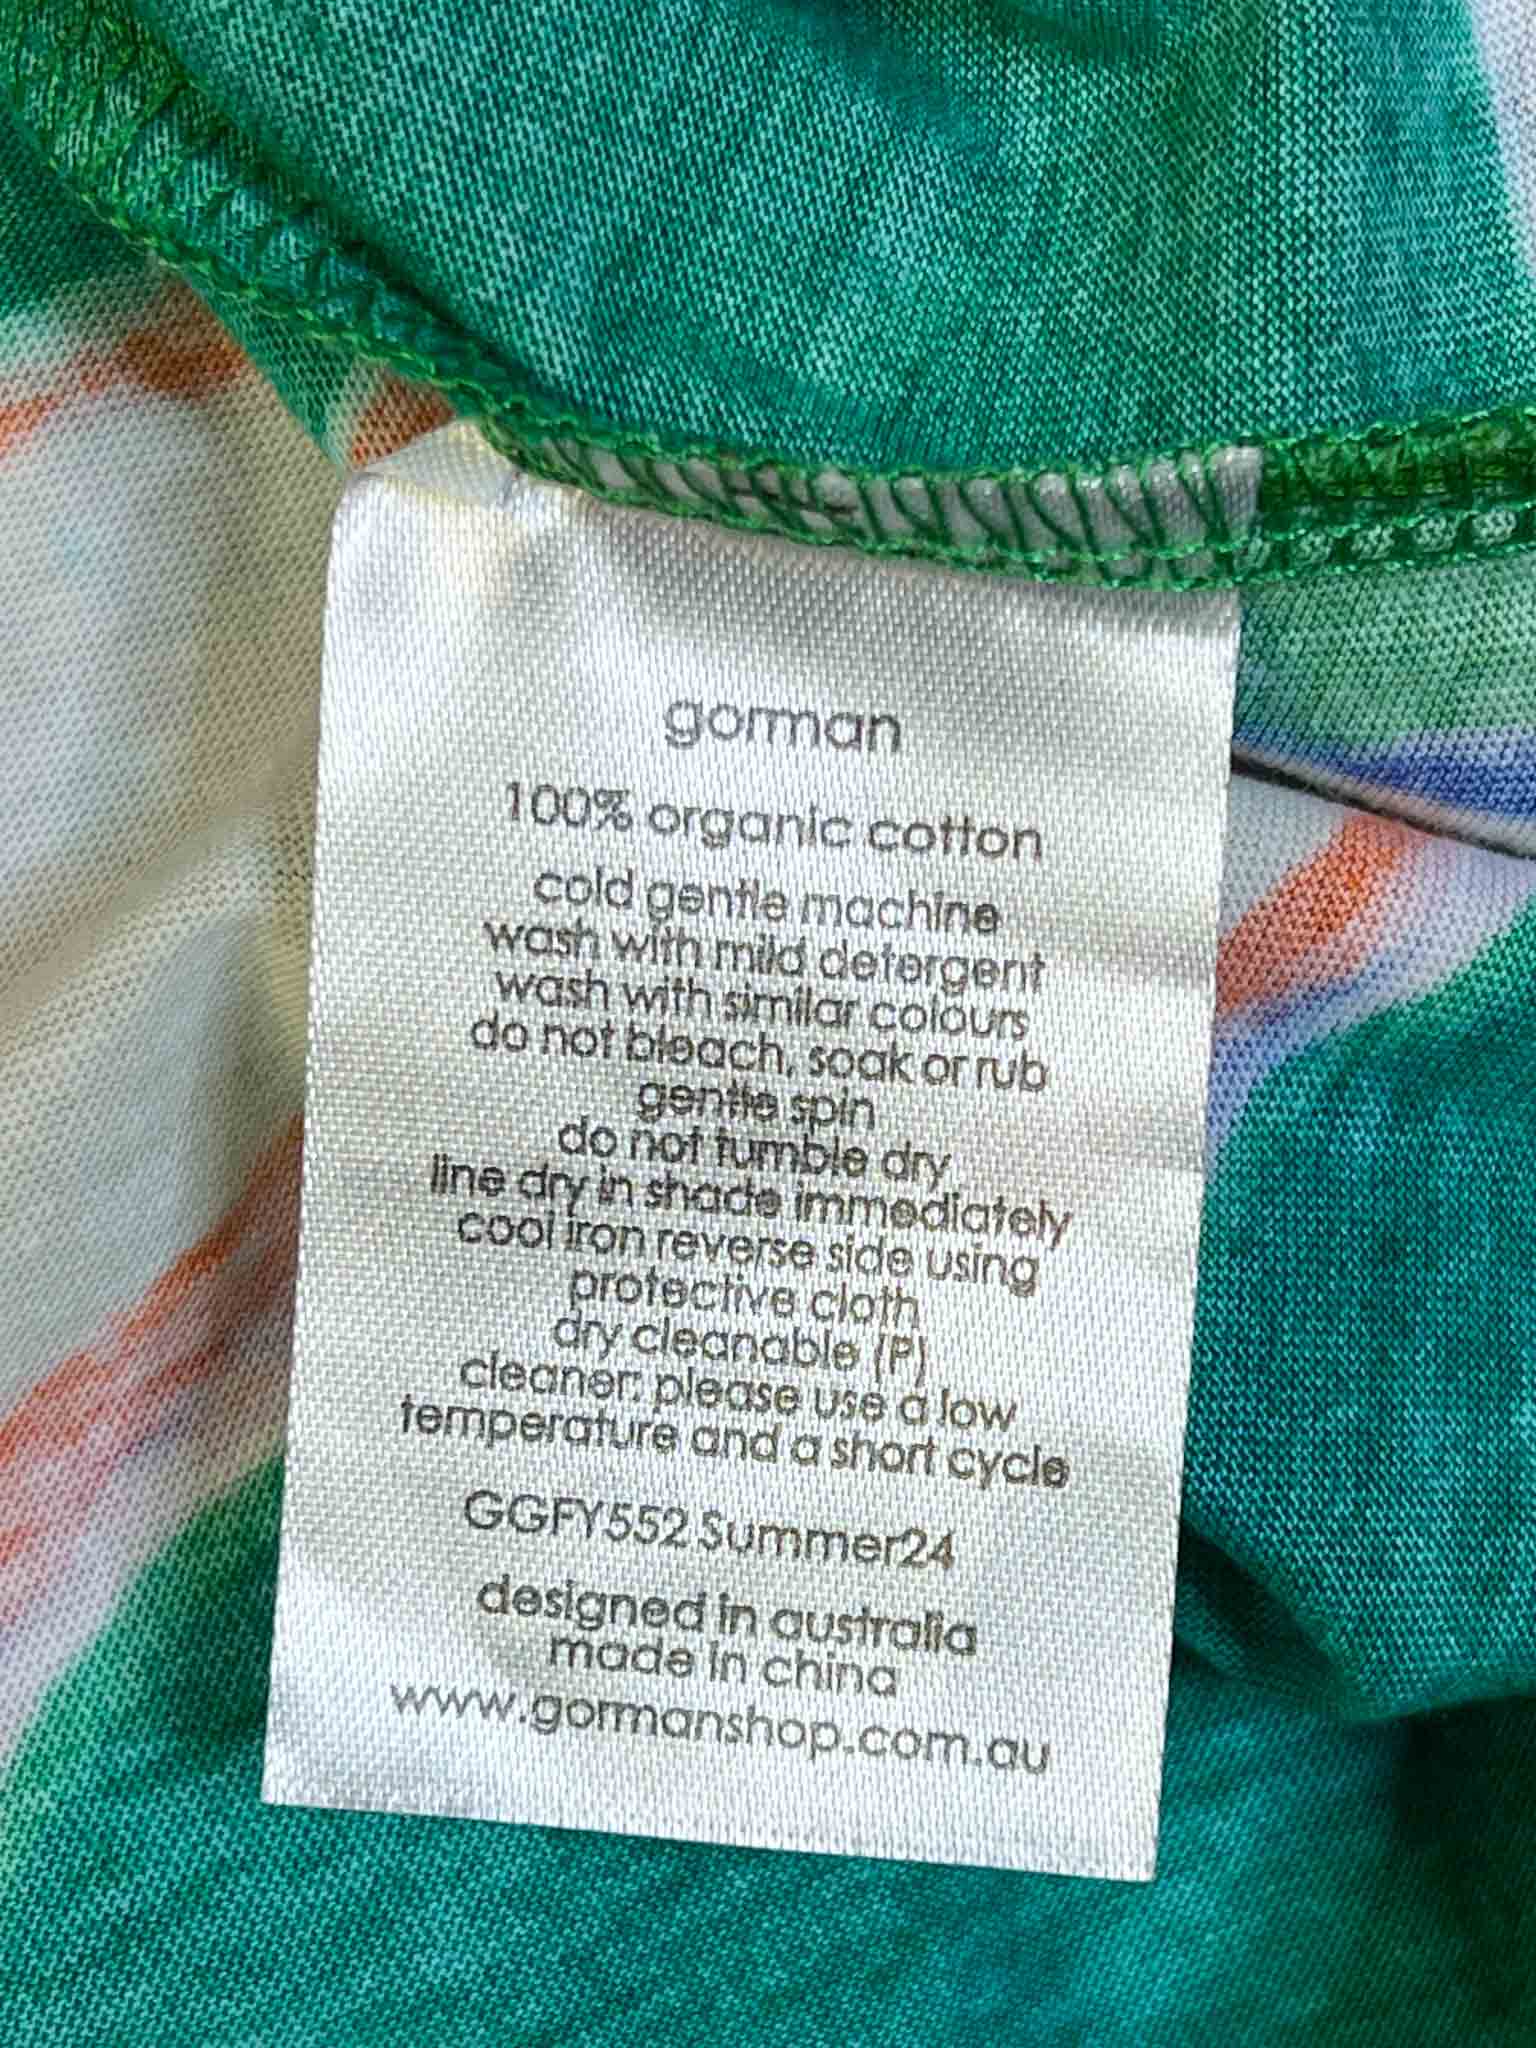 gorman
100% organic cotton
cold gentle machine
wash with mild detergent
wash with similar colours
do not bleach, soak or rub
gentle spin
do not tumble dry
line dry in shade immediately
cool iron reverse side using
protective cloth
dry cleanable (P)
cleaner: please use a low
temperature and a short cycle
GGFY552 Summer24
designed in australia
made in china
www.gormanshop.com.au